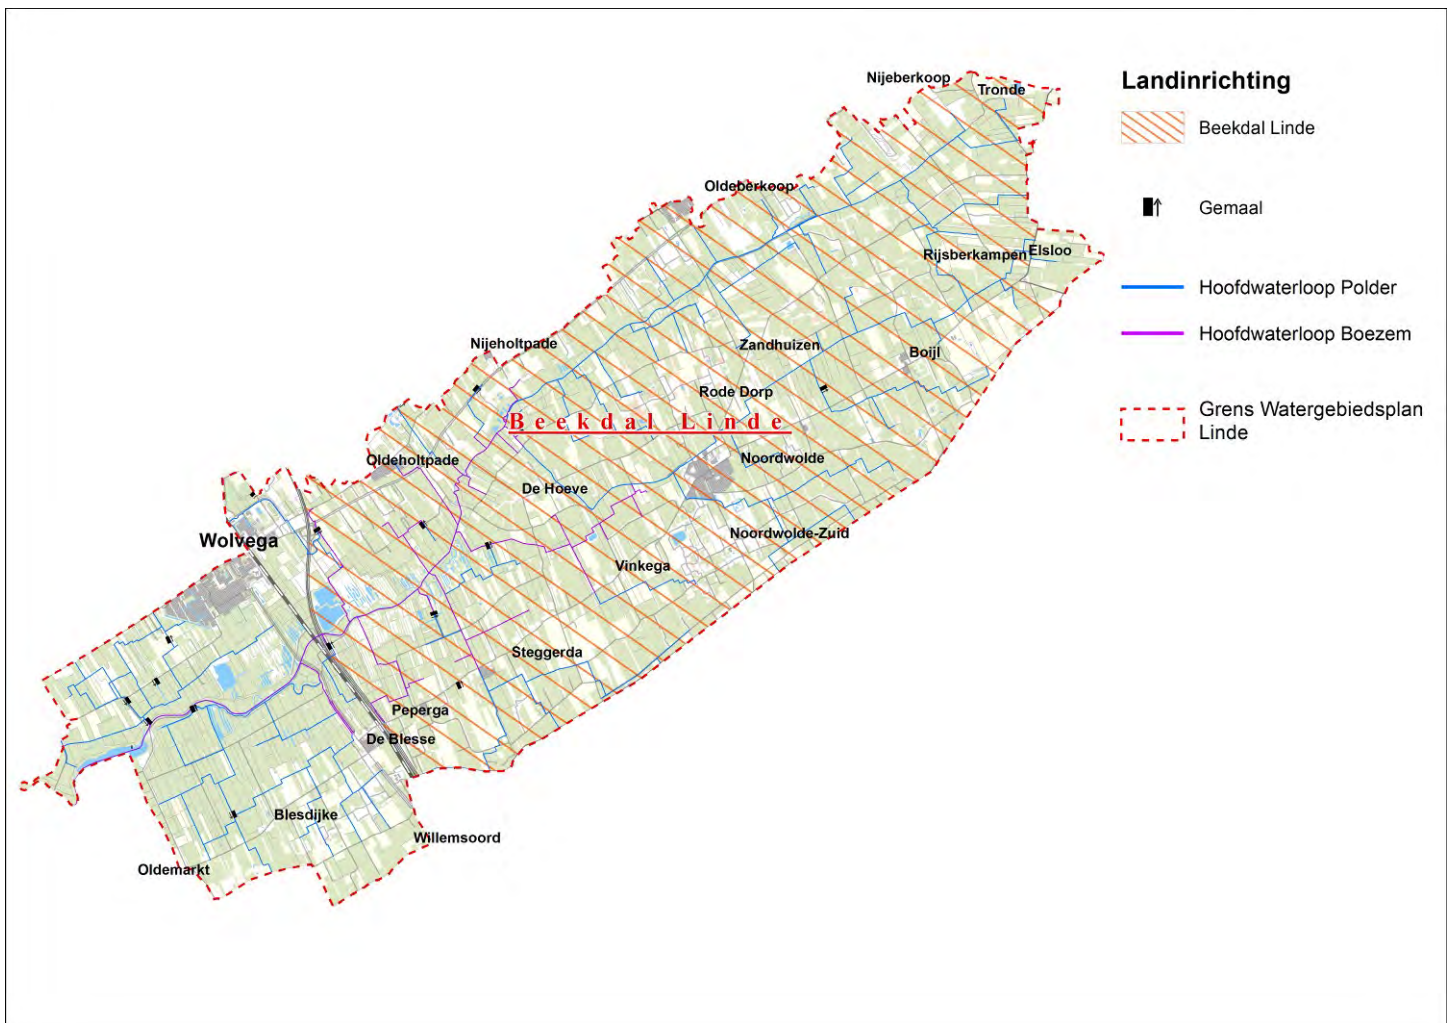 Landinrichting
Beekdal Linde
Gemaal
Hoofdwaterloop Polder
Hoofdwaterloop Boezem
Grens Watergebiedsplan
Linde
Nijeberkoop
Tronde
Oldeberkoop
Rijsberkampen
Elsloo
Nijeholtpade
Zandhuizen
Boijl
Rode Dorp
Beekdal Linde
Oldeholtpade
Noordwolde
De Hoeve
Wolvega
Noordwolde-Zuid
Vinkega
Steggerda
Peperga
De Blesse
Blesdijke
Willemsoord
Oldemarkt